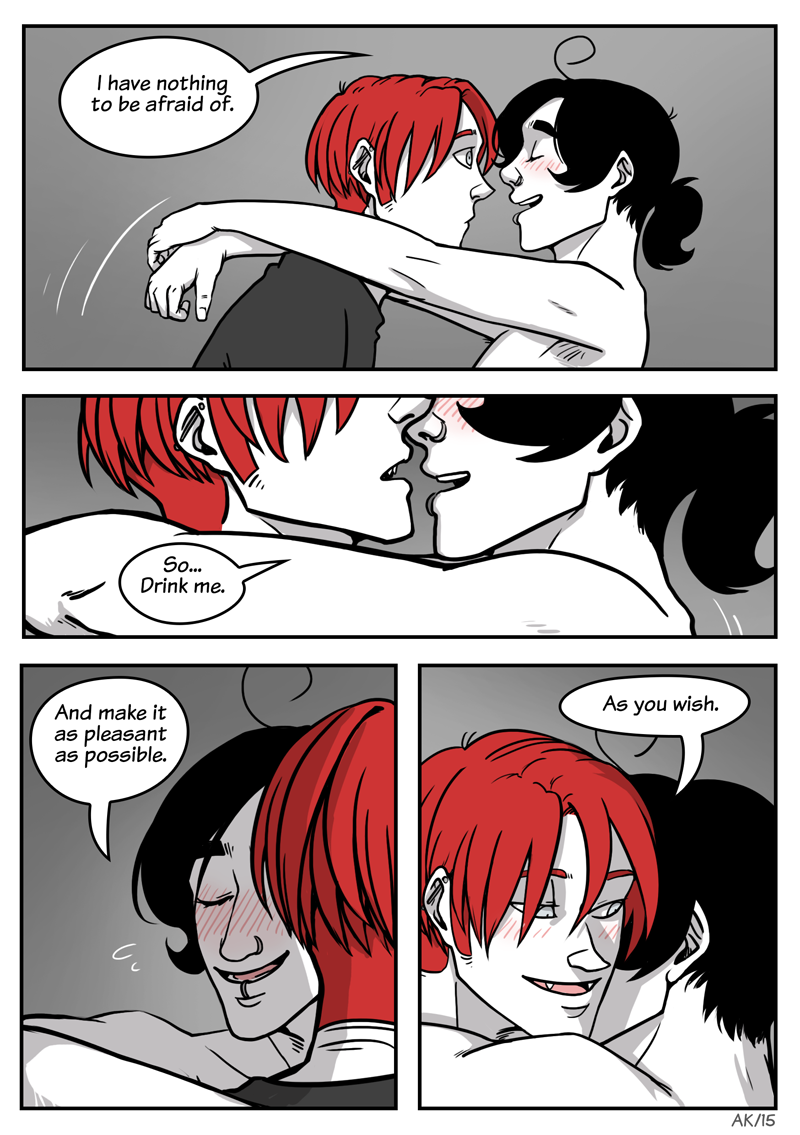 I have nothing
to be afraid of.
So...
Drink me.
And make it
as pleasant
as possible.
As you wish.
AK/15